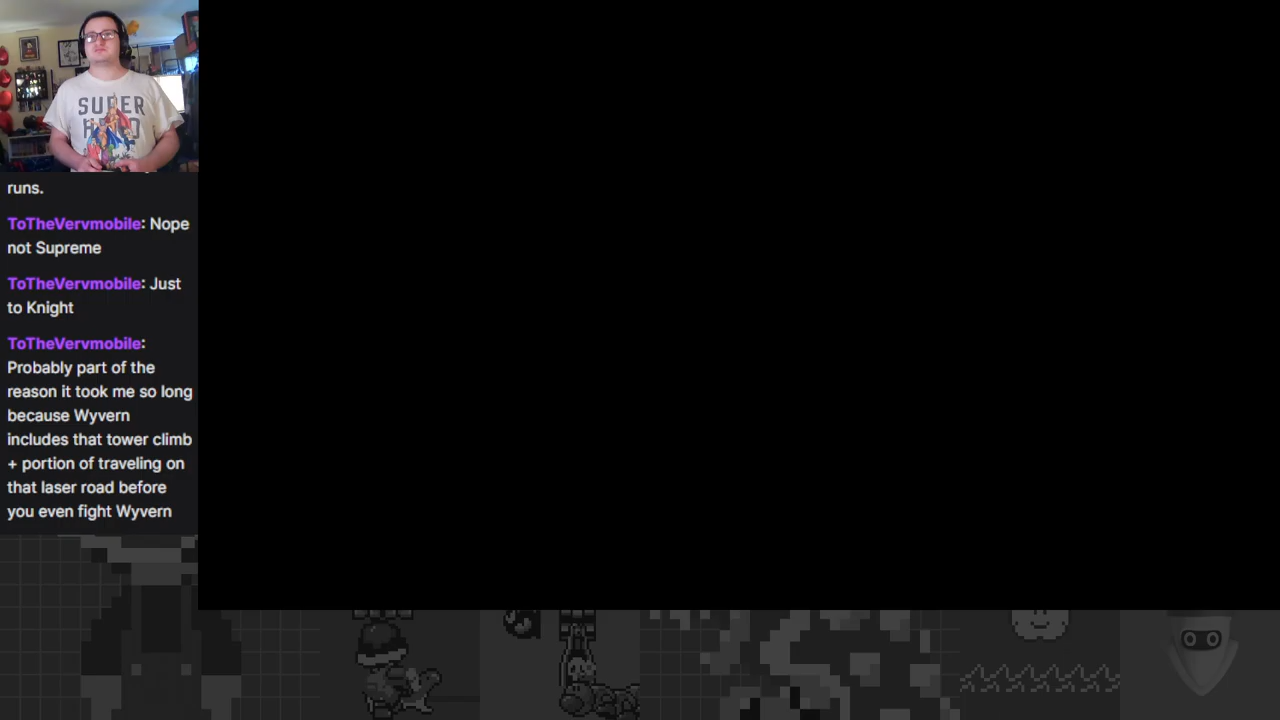 SUPER
HERO
runs.
ToTheVervmobile: Nope
not Supreme
ToTheVervmobile: Just
to Knight
ToTheVervmobile:
Probably part of the
reason it took me so long
because Wyvern
includes that tower climb
+ portion of traveling on
that laser road before
you even fight Wyvern